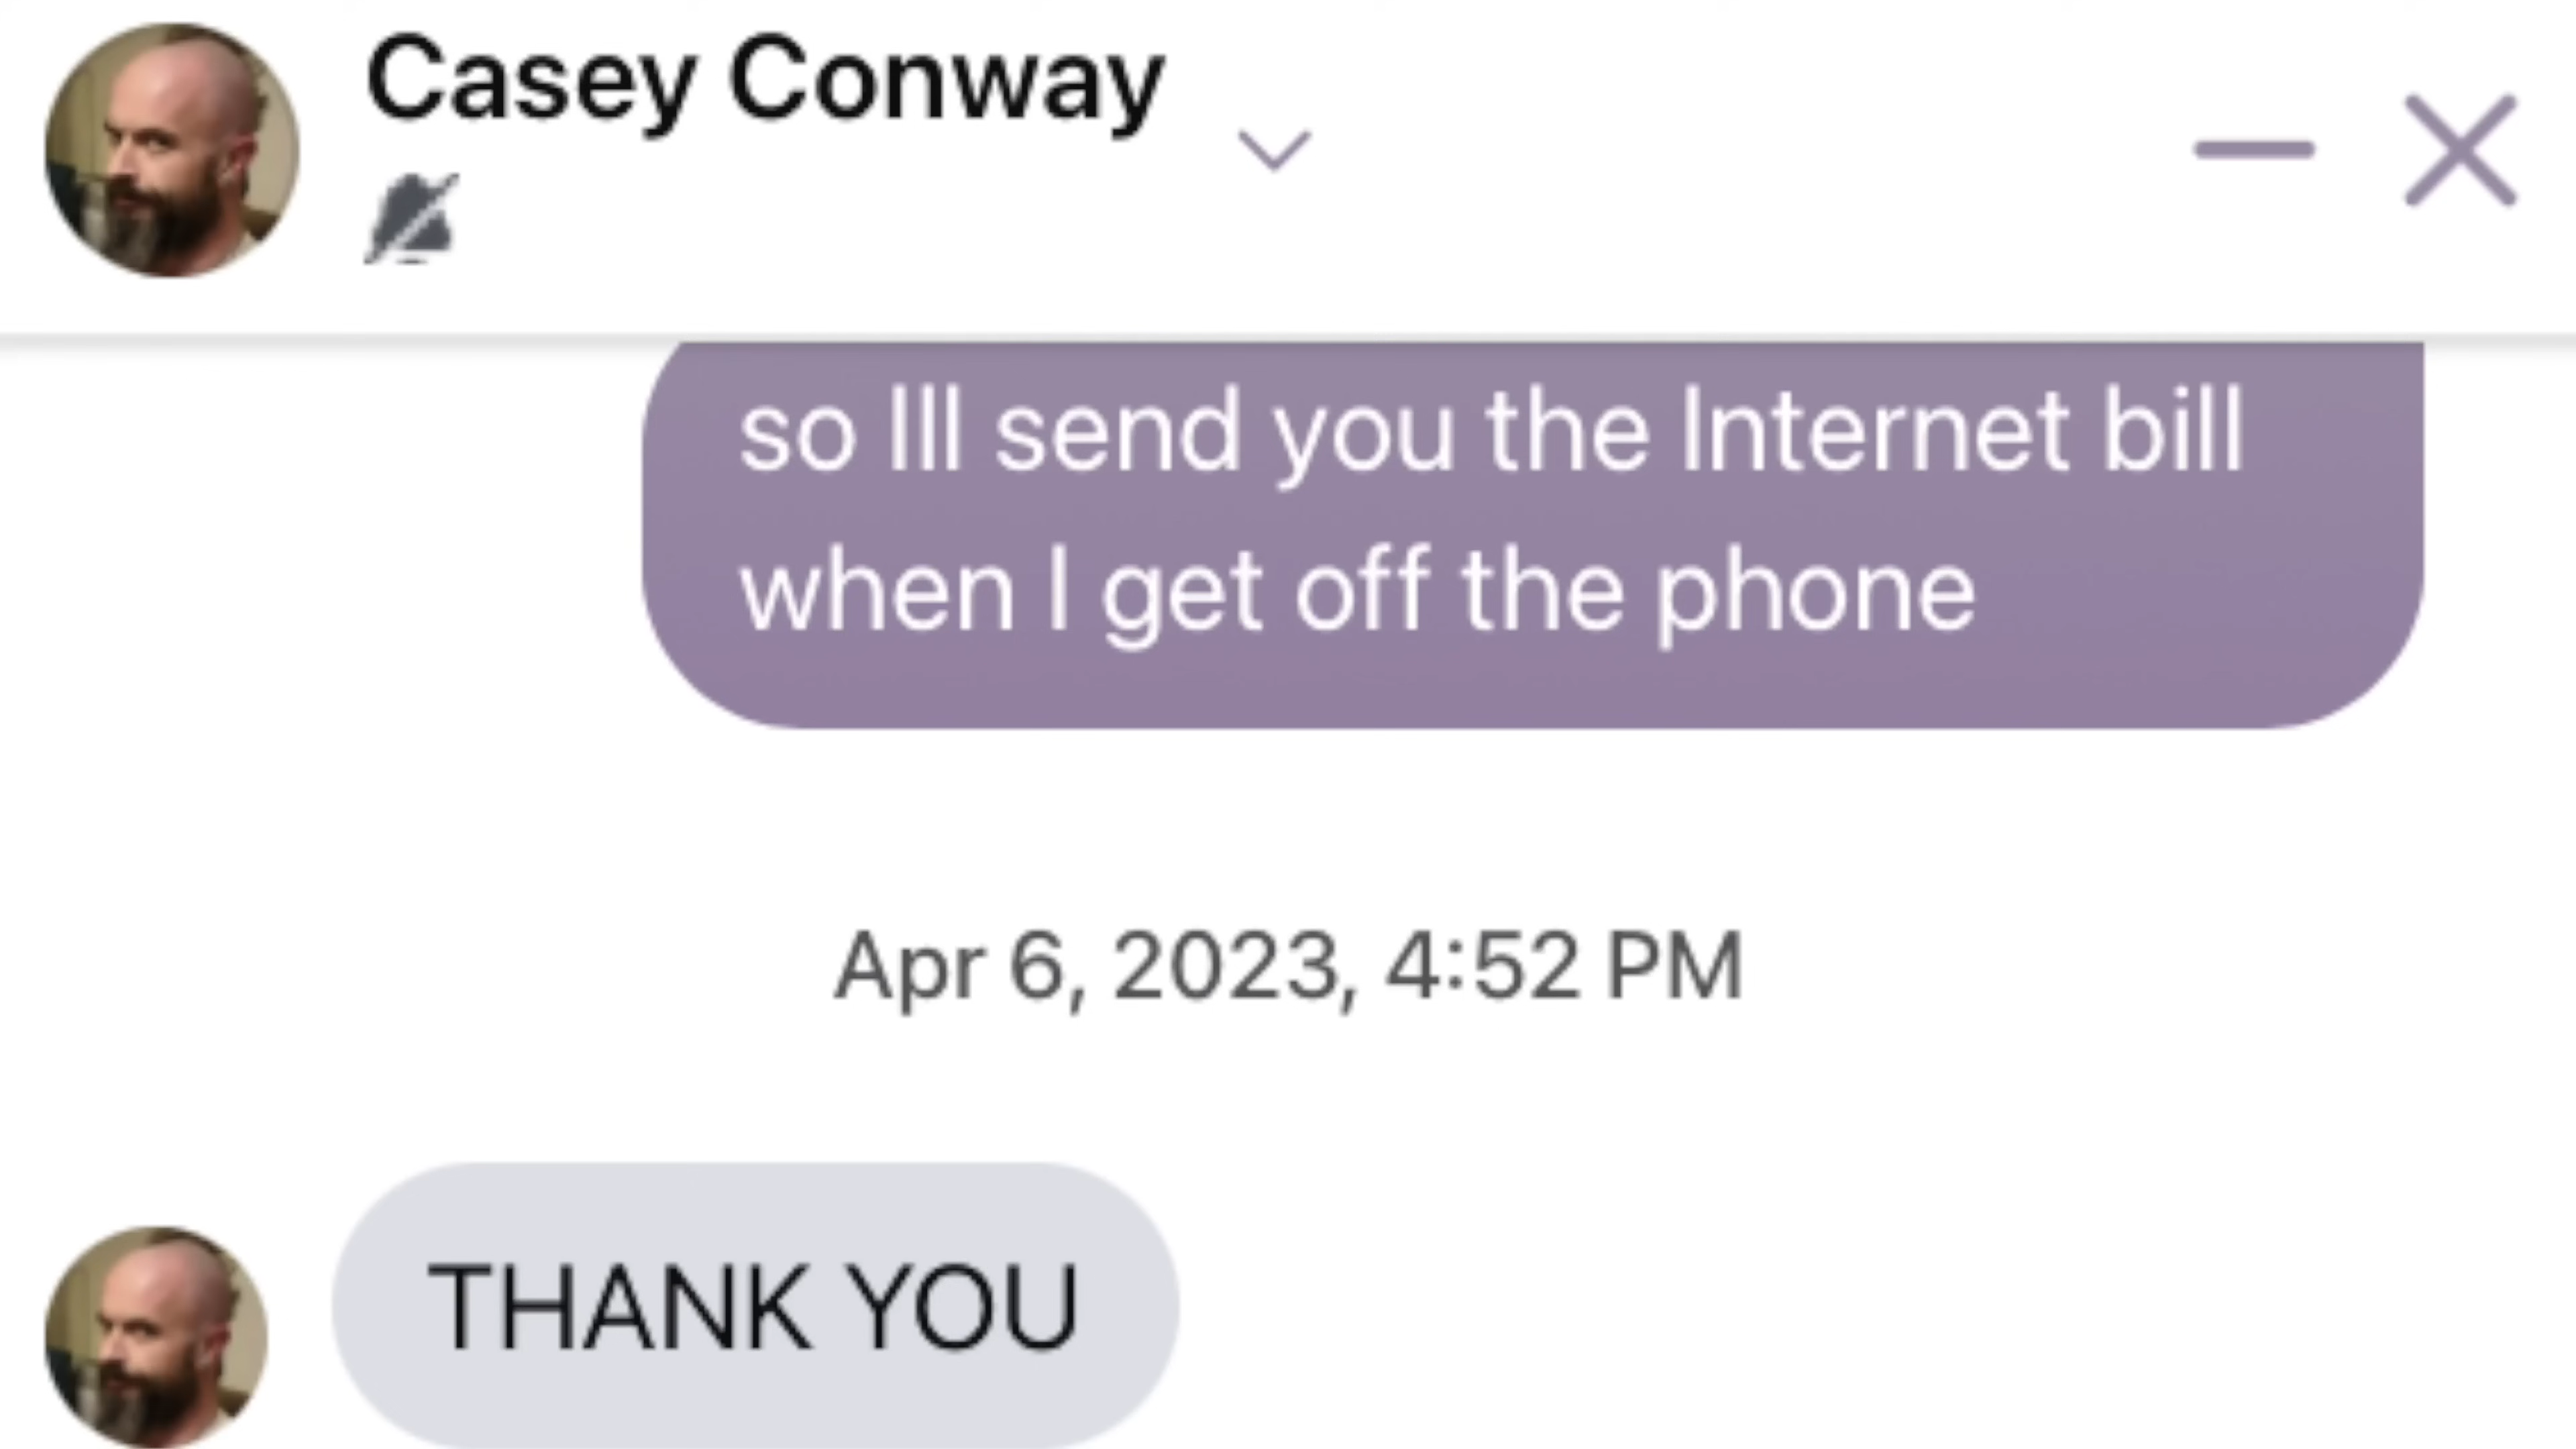 Casey Conway
so Ill send you the Internet bill
when I get off the phone
Apr 6, 2023, 4:52 PM
THANK YOU